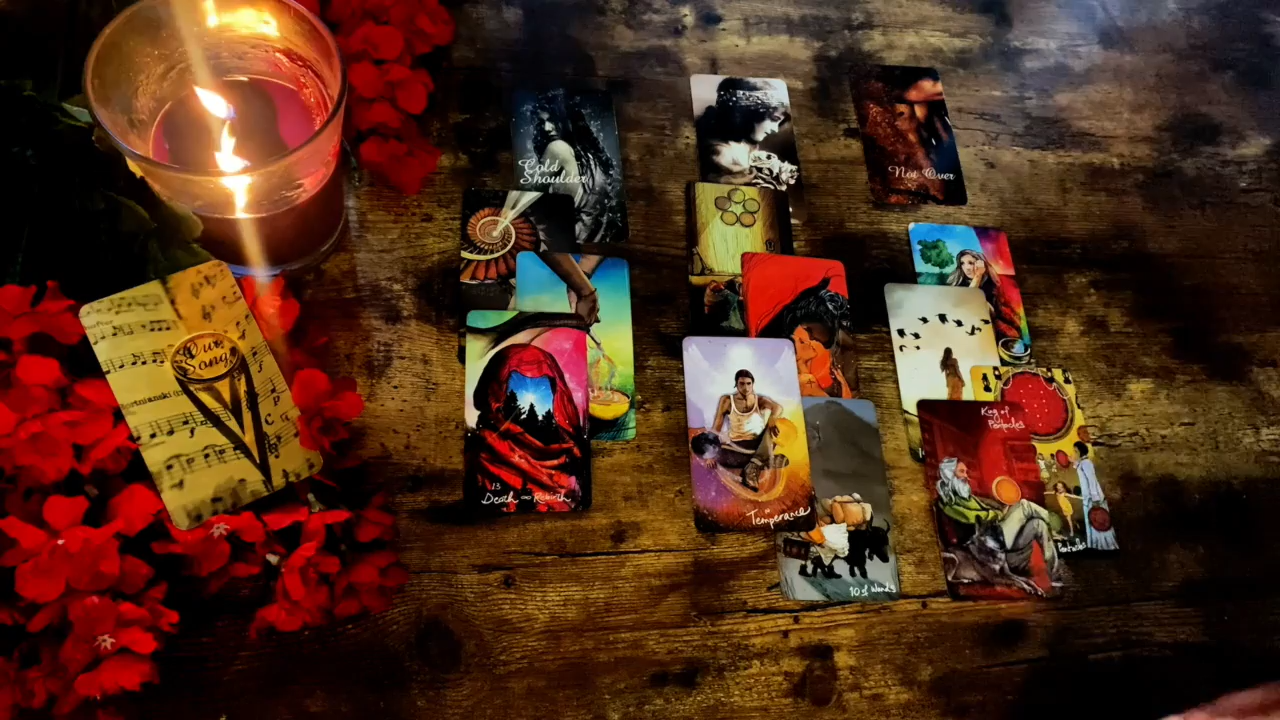 Cold
Shoulder
Not Over
Our
Song
King of
Pentacles
13
Death ∞ Rebirth
Temperance
10 of Wands